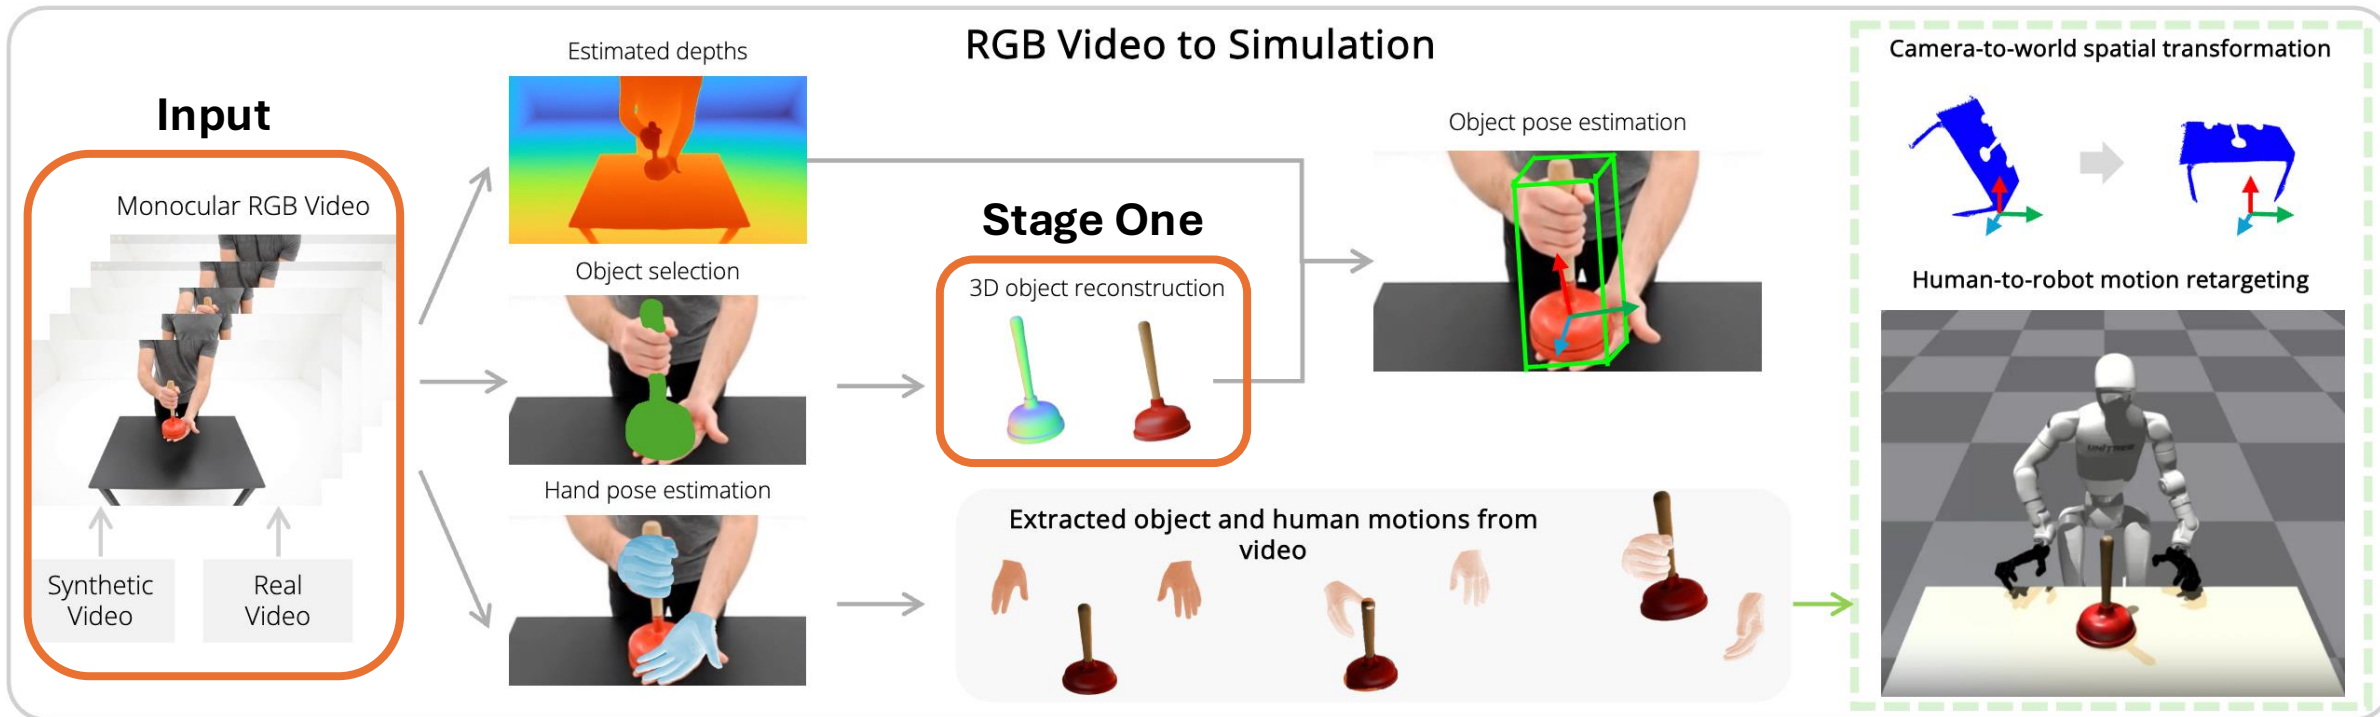 RGB Video to Simulation
Input
Monocular RGB Video
Synthetic
Video
Real
Video
Estimated depths
Object selection
Hand pose estimation
Stage One
3D object reconstruction
Object pose estimation
Extracted object and human motions from
video
Camera-to-world spatial transformation
Human-to-robot motion retargeting